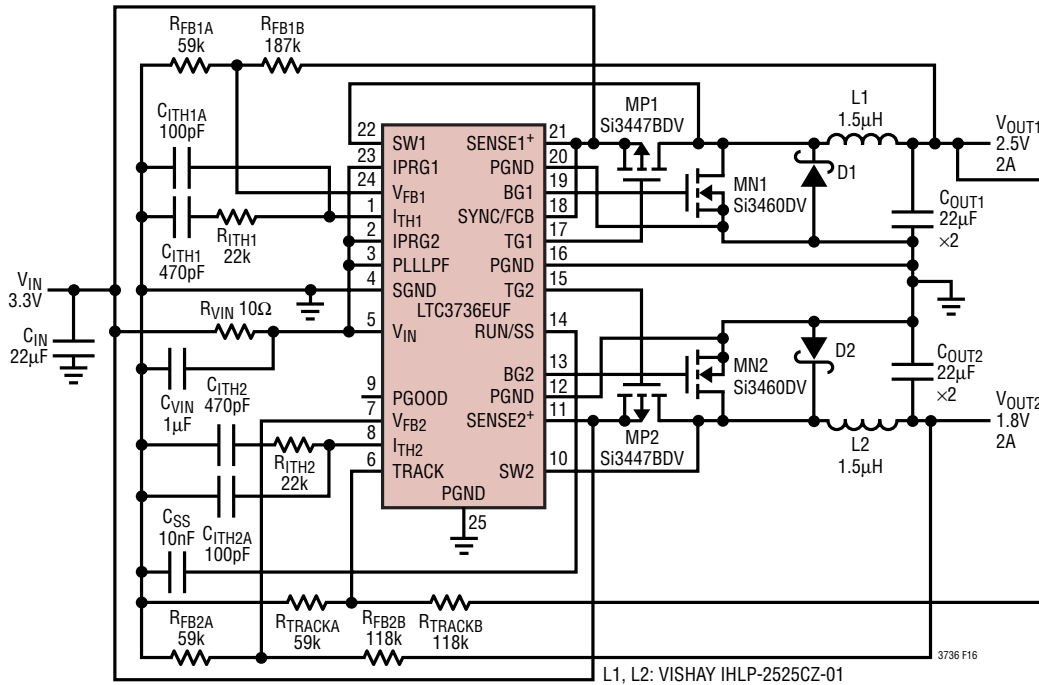 RFB1A
59k
RFB1B
187k
CITH1A
100pF
CITH1
470pF
RITH1
22k
VIN
3.3V
CIN
22µF
RVIN 10Ω
CVIN
1µF
CITH2
470pF
RITH2
22k
CITH2A
100pF
CSS
10nF
RFB2A
59k
RTRACKA
59k
RFB2B
118k
RTRACKB
118k
22 SW1
23 IPRG1
24 VFB1
1 ITH1
2 IPRG2
3 PLLLPF
4 SGND
LTC3736EUF
5 VIN
9 PGOOD
7 VFB2
8 ITH2
6 TRACK
PGND
25
SENSE1+ 21
PGND 20
BG1 19
SYNC/FCB 18
TG1 17
PGND 16
TG2 15
RUN/SS 14
BG2 13
PGND 12
SENSE2+ 11
SW2 10
MP1
Si3447BDV
MN1
Si3460DV
D1
L1
1.5µH
VOUT1
2.5V
2A
COUT1
22µF
×2
MN2
Si3460DV
MP2
Si3447BDV
D2
L2
1.5µH
COUT2
22µF
×2
VOUT2
1.8V
2A
3736 F16
L1, L2: VISHAY IHLP-2525CZ-01